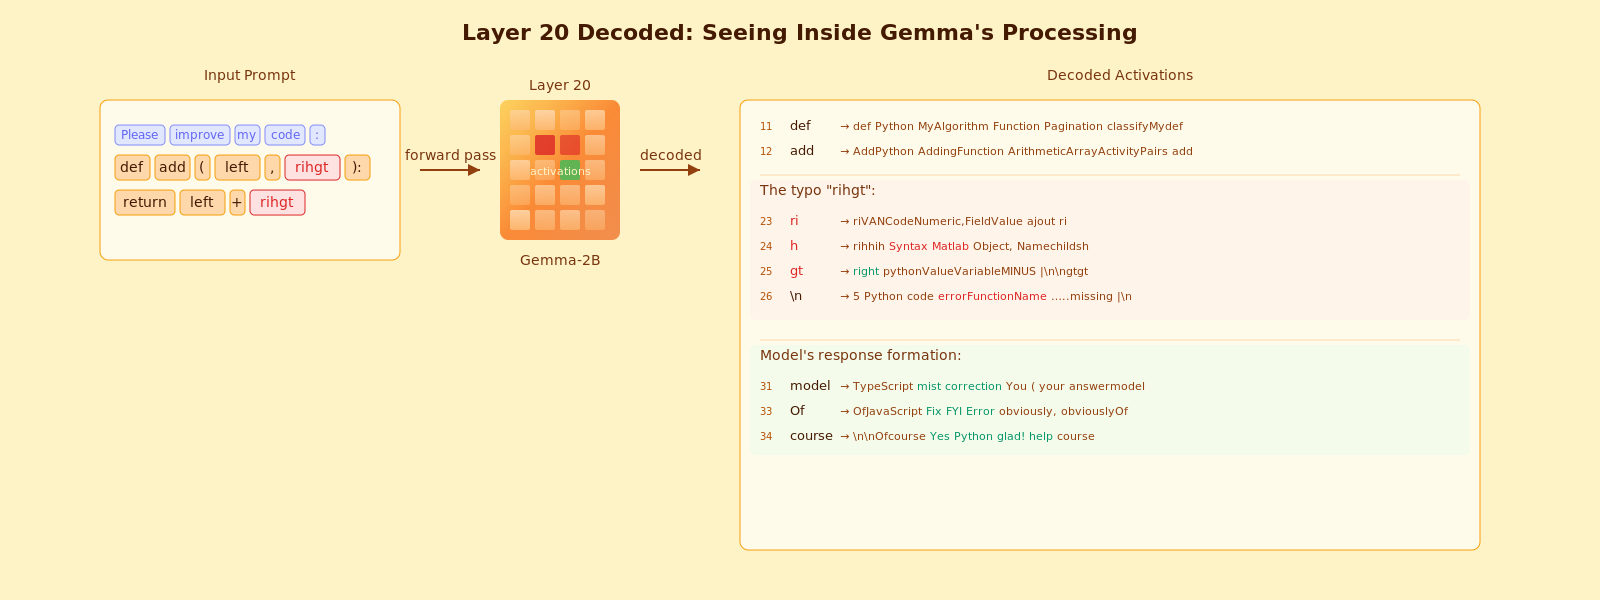 Layer 20 Decoded: Seeing Inside Gemma's Processing
Input Prompt
Please improve my code :
def add ( left , rihgt ):
return left + rihgt
forward pass
Layer 20
activations
Gemma-2B
decoded
Decoded Activations
11 def → def Python MyAlgorithm Function Pagination classifyMydef
12 add → AddPython AddingFunction ArithmeticArrayActivityPairs add
The typo "rihgt":
23 ri → riVANCodeNumeric,FieldValue ajout ri
24 h → rihhih Syntax Matlab Object, Namechildsh
25 gt → right pythonValueVariableMINUS |\n\ngtgt
26 \n → 5 Python code errorFunctionName .....missing |\n
Model's response formation:
31 model → TypeScript mist correction You ( your answermodel
33 Of → OfJavaScript Fix FYI Error obviously, obviouslyOf
34 course → \n\nOfcourse Yes Python glad! help course